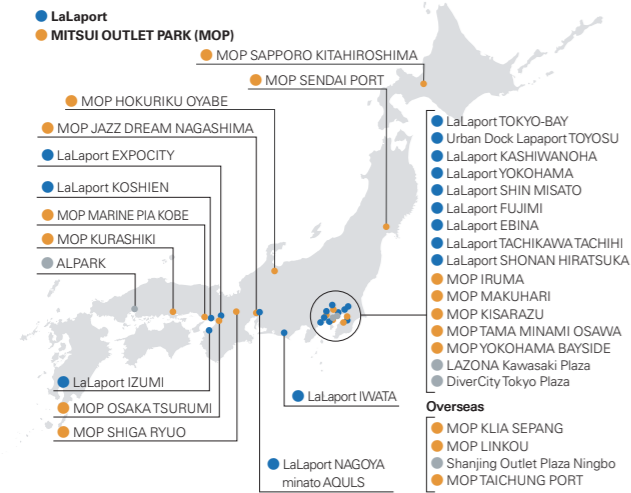 LaLaport
MITSUI OUTLET PARK (MOP)
MOP SAPPORO KITAHIROSHIMA
MOP SENDAI PORT
MOP HOKURIKU OYABE
MOP JAZZ DREAM NAGASHIMA
LaLaport EXPOCITY
LaLaport KOSHIEN
MOP MARINE PIA KOBE
MOP KURASHIKI
ALPARK
LaLaport IZUMI
MOP OSAKA TSURUMI
MOP SHIGA RYUO
LaLaport IWATA
LaLaport NAGOYA
minato AQULS
LaLaport TOKYO-BAY
Urban Dock Lapaport TOYOSU
LaLaport KASHIWANOHA
LaLaport YOKOHAMA
LaLaport SHIN MISATO
LaLaport FUJIMI
LaLaport EBINA
LaLaport TACHIKAWA TACHIHI
LaLaport SHONAN HIRATSUKA
MOP IRUMA
MOP MAKUHARI
MOP KISARAZU
MOP TAMA MINAMI OSAWA
MOP YOKOHAMA BAYSIDE
LAZONA Kawasaki Plaza
DiverCity Tokyo Plaza
Overseas
MOP KLIA SEPANG
MOP LINKOU
Shanjing Outlet Plaza Ningbo
MOP TAICHUNG PORT